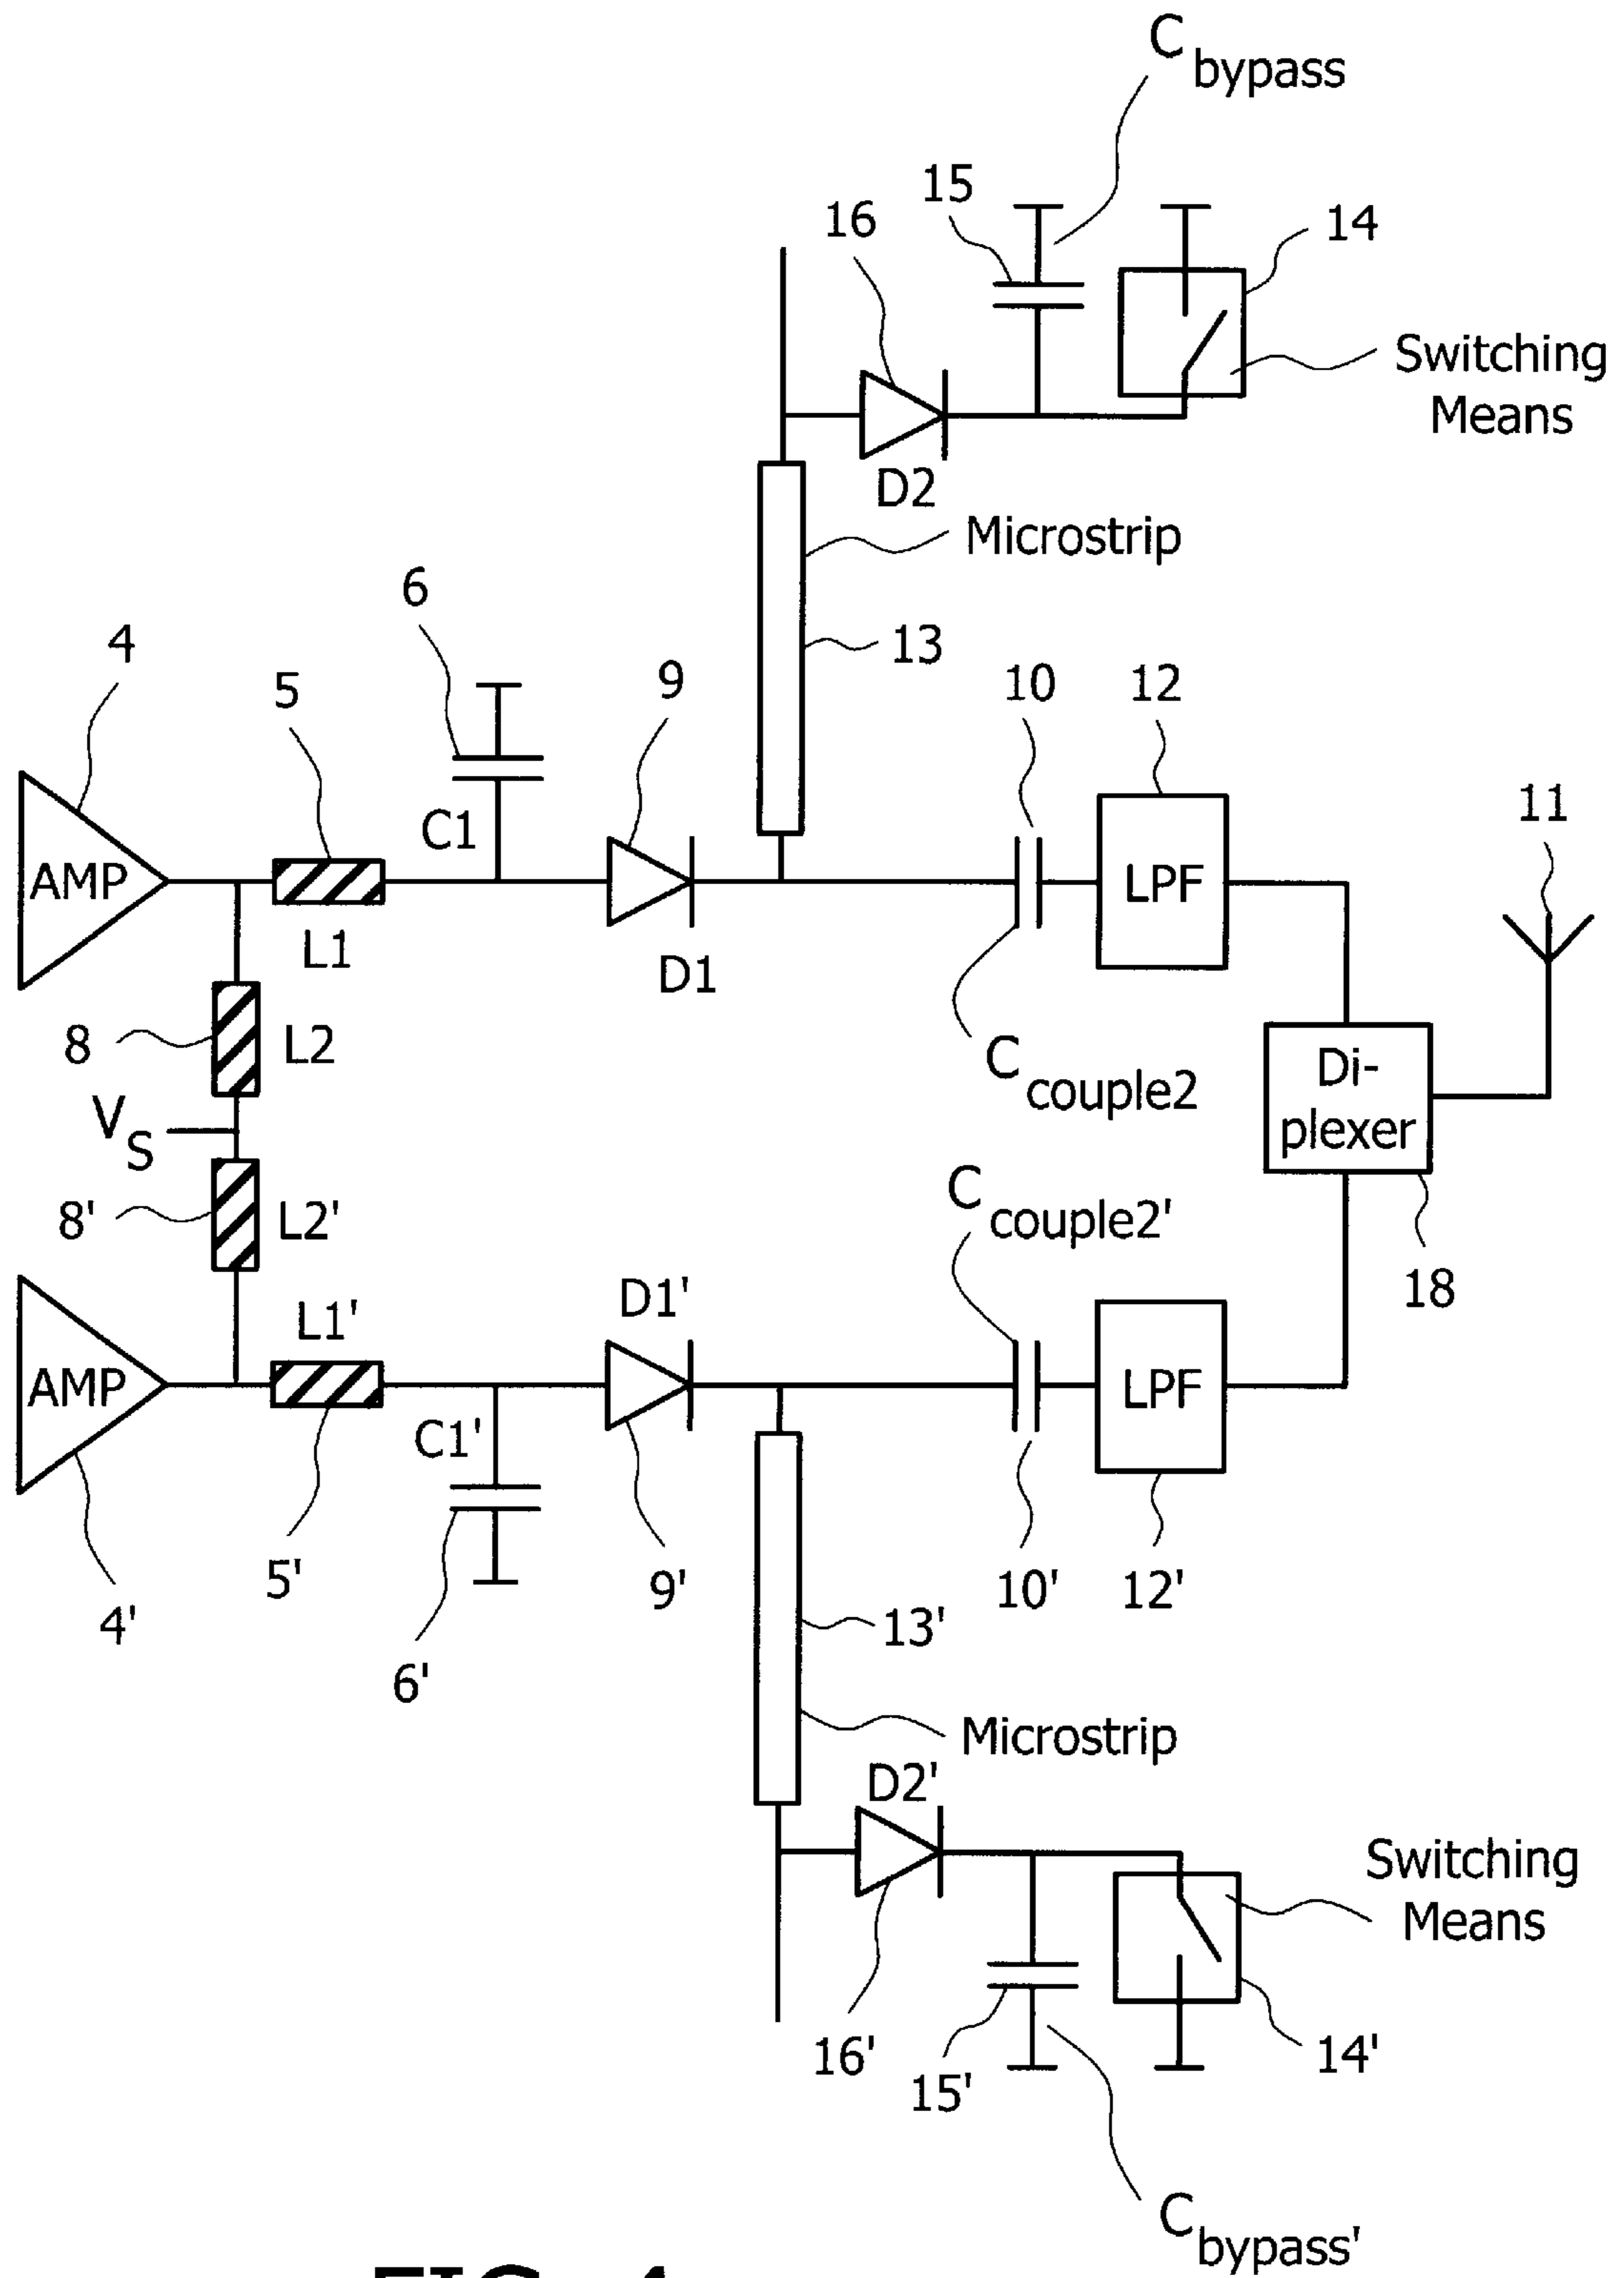 C bypass
15
16
14
Switching
Means
D2
Microstrip
6
13
4
5
9
10
12
11
C1
AMP
LPF
L1
D1
8
L2
C couple2
Di-
plexer
V S
C couple2'
8'
L2'
18
D1'
L1'
AMP
LPF
C1'
5'
9'
10'
12'
4'
13'
6'
Microstrip
D2'
Switching
Means
16'
15'
14'
C bypass'